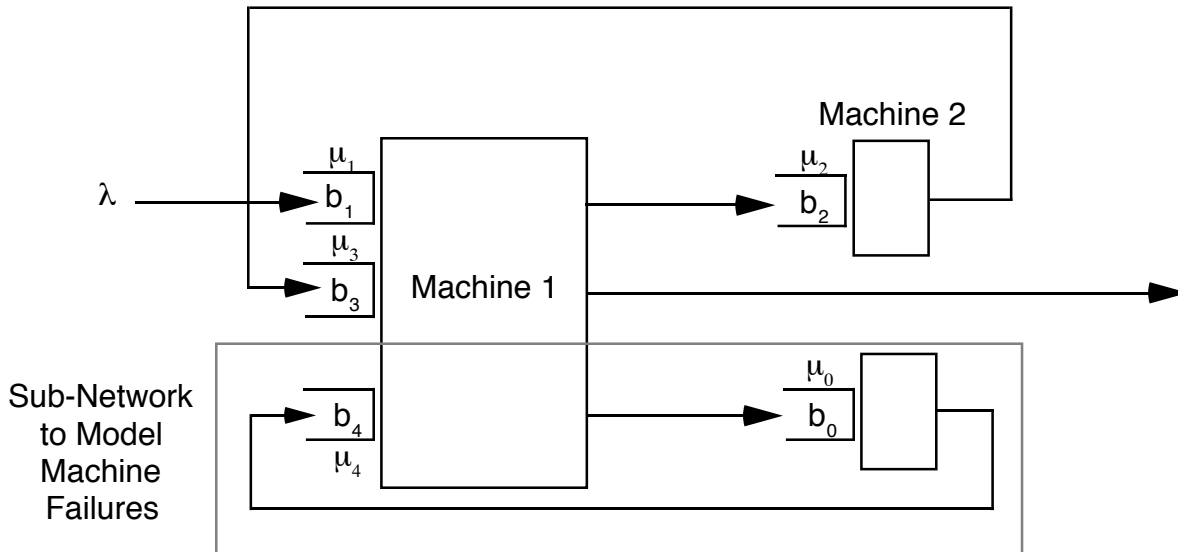 Machine 2
μ₁
μ₂
λ
b₁
b₂
μ₃
b₃
Machine 1
Sub-Network
to Model
Machine
Failures
μ₀
b₄
b₀
μ₄